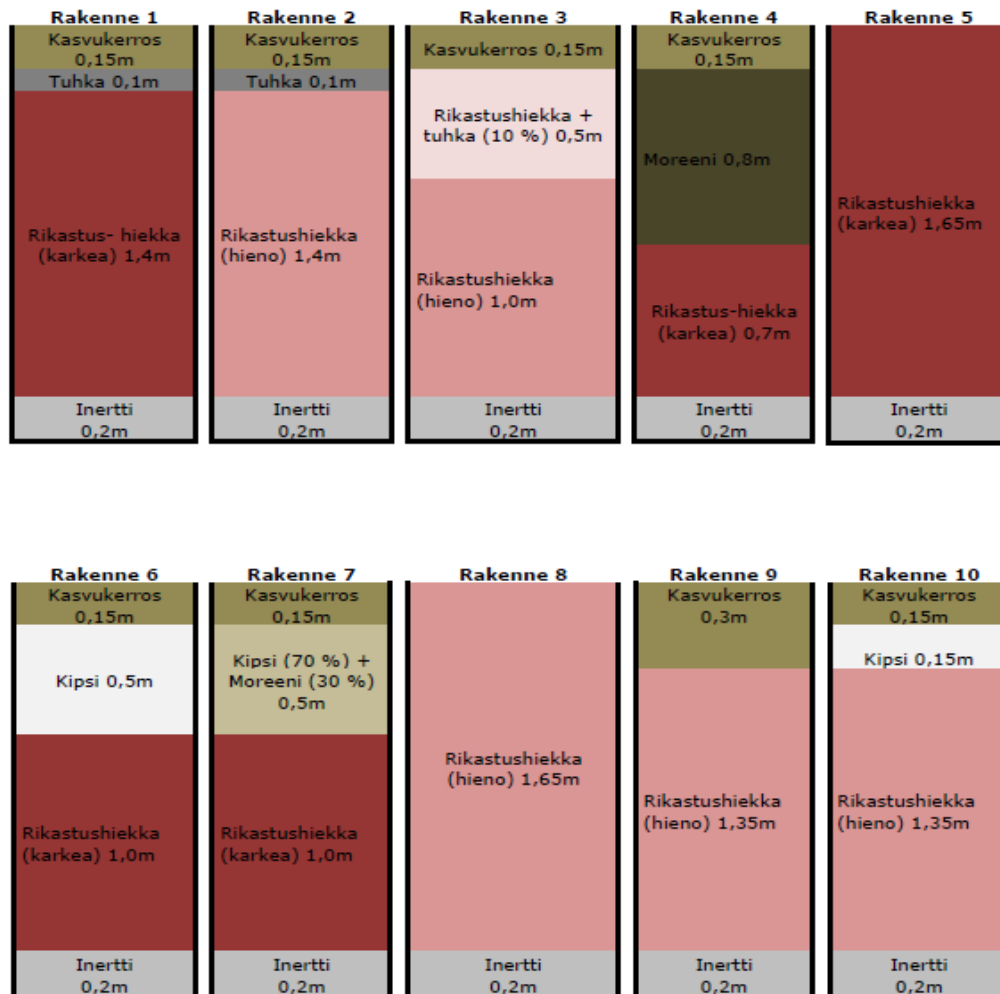 Rakenne 1
Kasvukerros
0,15m
Tuhka 0,1m
Rikastus- hiekka
(karkea) 1,4m
Inertti
0,2m
Rakenne 2
Kasvukerros
0,15m
Tuhka 0,1m
Rikastushiekka
(hieno) 1,4m
Inertti
0,2m
Rakenne 3
Kasvukerros 0,15m
Rikastushiekka +
tuhka (10 %) 0,5m
Rikastushiekka
(hieno) 1,0m
Inertti
0,2m
Rakenne 4
Kasvukerros
0,15m
Moreeni 0,8m
Rikastus-hiekka
(karkea) 0,7m
Inertti
0,2m
Rakenne 5
Rikastushiekka
(karkea) 1,65m
Inertti
0,2m
Rakenne 6
Kasvukerros
0,15m
Kipsi 0,5m
Rikastushiekka
(karkea) 1,0m
Inertti
0,2m
Rakenne 7
Kasvukerros
0,15m
Kipsi (70 %) +
Moreeni (30 %)
0,5m
Rikastushiekka
(karkea) 1,0m
Inertti
0,2m
Rakenne 8
Rikastushiekka
(hieno) 1,65m
Inertti
0,2m
Rakenne 9
Kasvukerros
0,3m
Rikastushiekka
(hieno) 1,35m
Inertti
0,2m
Rakenne 10
Kasvukerros
0,15m
Kipsi 0,15m
Rikastushiekka
(hieno) 1,35m
Inertti
0,2m